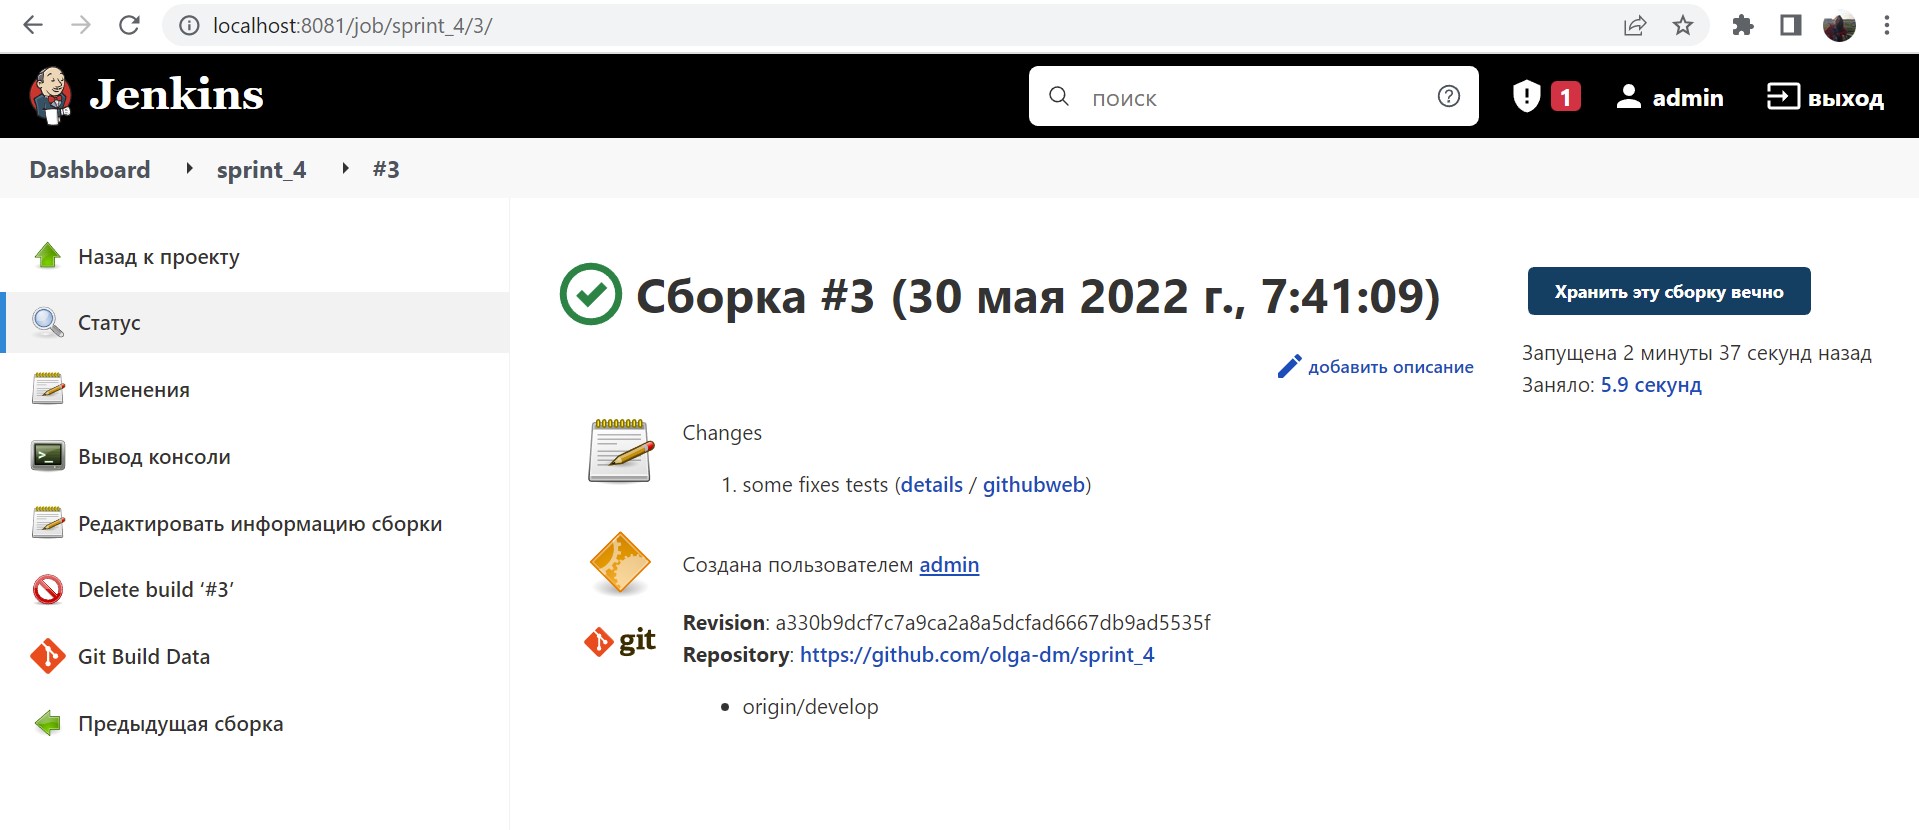 localhost:8081/job/sprint_4/3/
Jenkins
поиск
1
admin
выход
Dashboard
sprint_4
#3
Назад к проекту
Статус
Изменения
Вывод консоли
Редактировать информацию сборки
Delete build ‘#3’
Git Build Data
Предыдущая сборка
Сборка #3 (30 мая 2022 г., 7:41:09)
добавить описание
Хранить эту сборку вечно
Запущена 2 минуты 37 секунд назад
Заняло: 5.9 секунд
Changes
1. some fixes tests (details / githubweb)
Создана пользователем admin
git
Revision: a330b9dcf7c7a9ca2a8a5dcfad6667db9ad5535f
Repository: https://github.com/olga-dm/sprint_4
• origin/develop